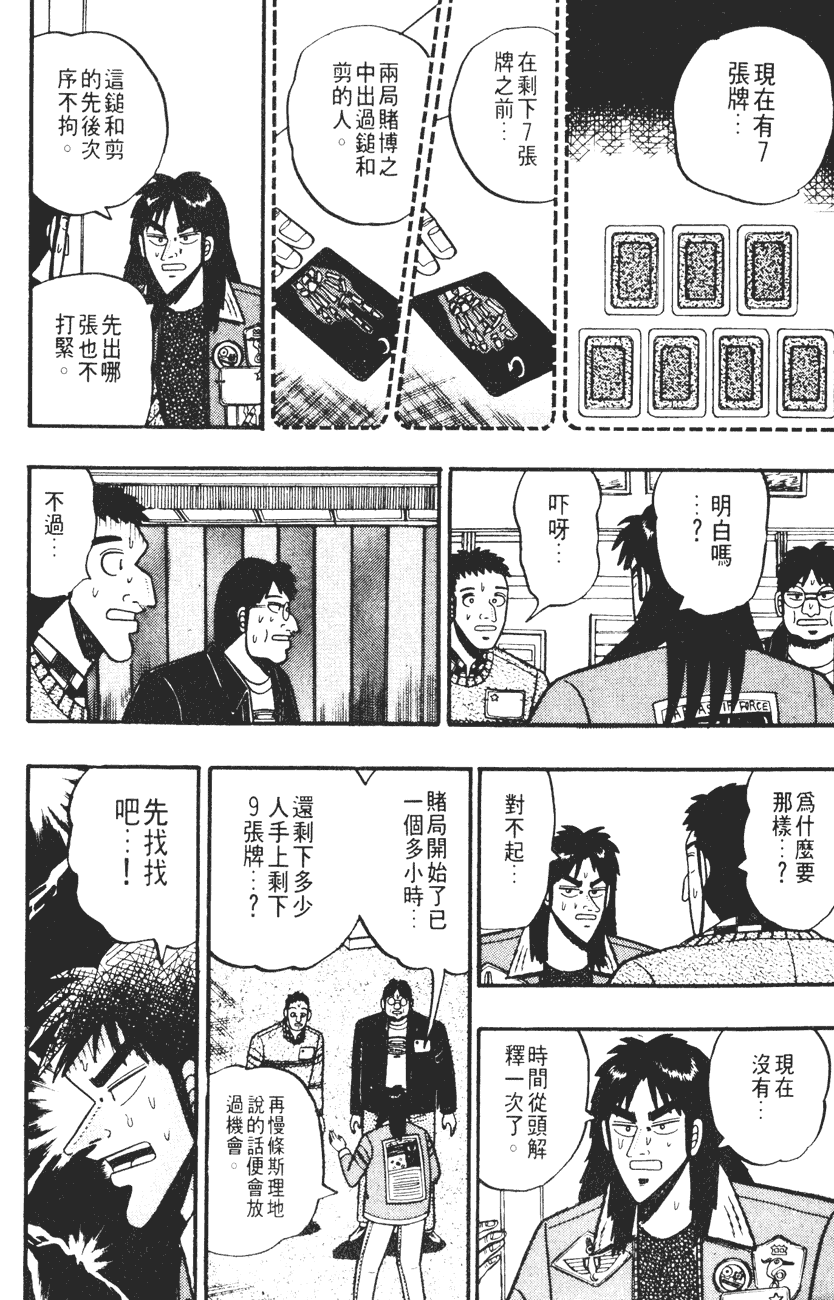 現在有7
張牌…
在剩下7張
牌之前…
兩局賭博之
中出過鎚和
剪的人。
這鎚和剪
的先後次
序不拘。
先出哪
張也不
打緊。
明白嗎
…?
吓呀…
不過…
爲什麼要
那樣…?
對不起…
現在
沒有…
時間從頭解
釋一次了。
賭局開始了已
一個多小時…
還剩下多少
人手上剩下
9張牌…?
再慢條斯理地
說的話便會放
過機會。
先找找
吧…!